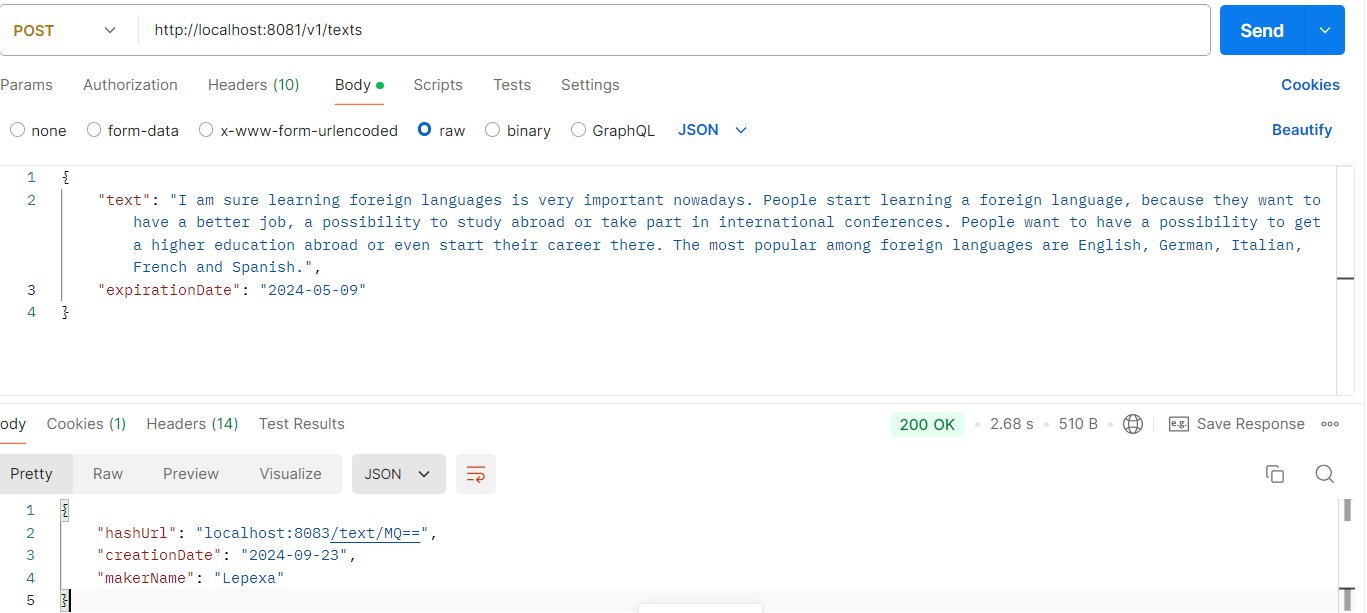 POST http://localhost:8081/v1/texts Send
Params Authorization Headers (10) Body Scripts Tests Settings Cookies
none form-data x-www-form-urlencoded raw binary GraphQL JSON Beautify
1 {
2 "text": "I am sure learning foreign languages is very important nowadays. People start learning a foreign language, because they want to
have a better job, a possibility to study abroad or take part in international conferences. People want to have a possibility to get
a higher education abroad or even start their career there. The most popular among foreign languages are English, German, Italian,
French and Spanish.",
3 "expirationDate": "2024-05-09"
4 }
ody Cookies (1) Headers (14) Test Results 200 OK 2.68 s 510 B e.g. Save Response
Pretty Raw Preview Visualize JSON
1 {
2 "hashUrl": "localhost:8083/text/MQ==",
3 "creationDate": "2024-09-23",
4 "makerName": "Lepexa"
5 }